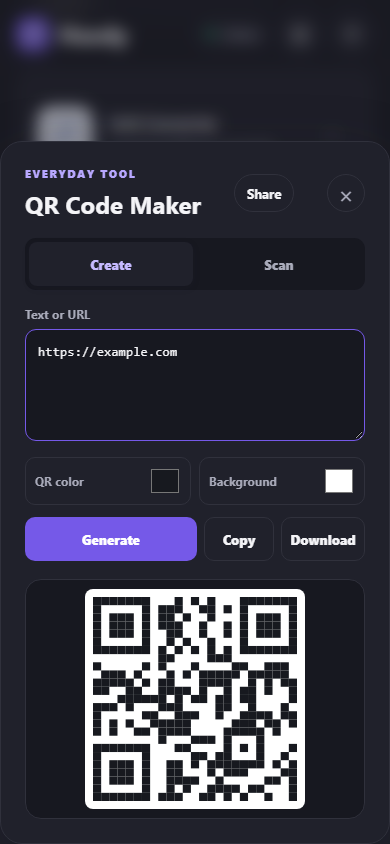 EVERYDAY TOOL
QR Code Maker
Share
×
Create
Scan
Text or URL
https://example.com
QR color
Background
Generate
Copy
Download